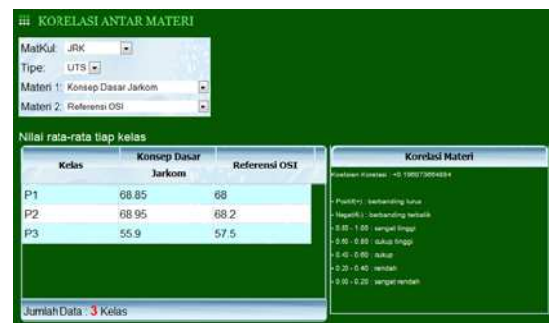 KORELASI ANTAR MATERI
MatKul: JRK
Tipe: UTS
Materi 1: Konsep Dasar Jarkom
Materi 2: Referensi OSI
Nilai rata-rata tiap kelas
Kelas Konsep Dasar Jarkom Referensi OSI
P1 68.85 68
P2 68.95 68.2
P3 55.9 57.5
Jumlah Data : 3 Kelas
Korelasi Materi
Koefisien Korelasi :
- Positif(+) : berbanding lurus
- Negatif(-) : berbanding terbalik
- 0.80 - 1.00 : sangat tinggi
- 0.60 - 0.80 : cukup tinggi
- 0.40 - 0.60 : cukup
- 0.20 - 0.40 : rendah
- 0.00 - 0.20 : sangat rendah